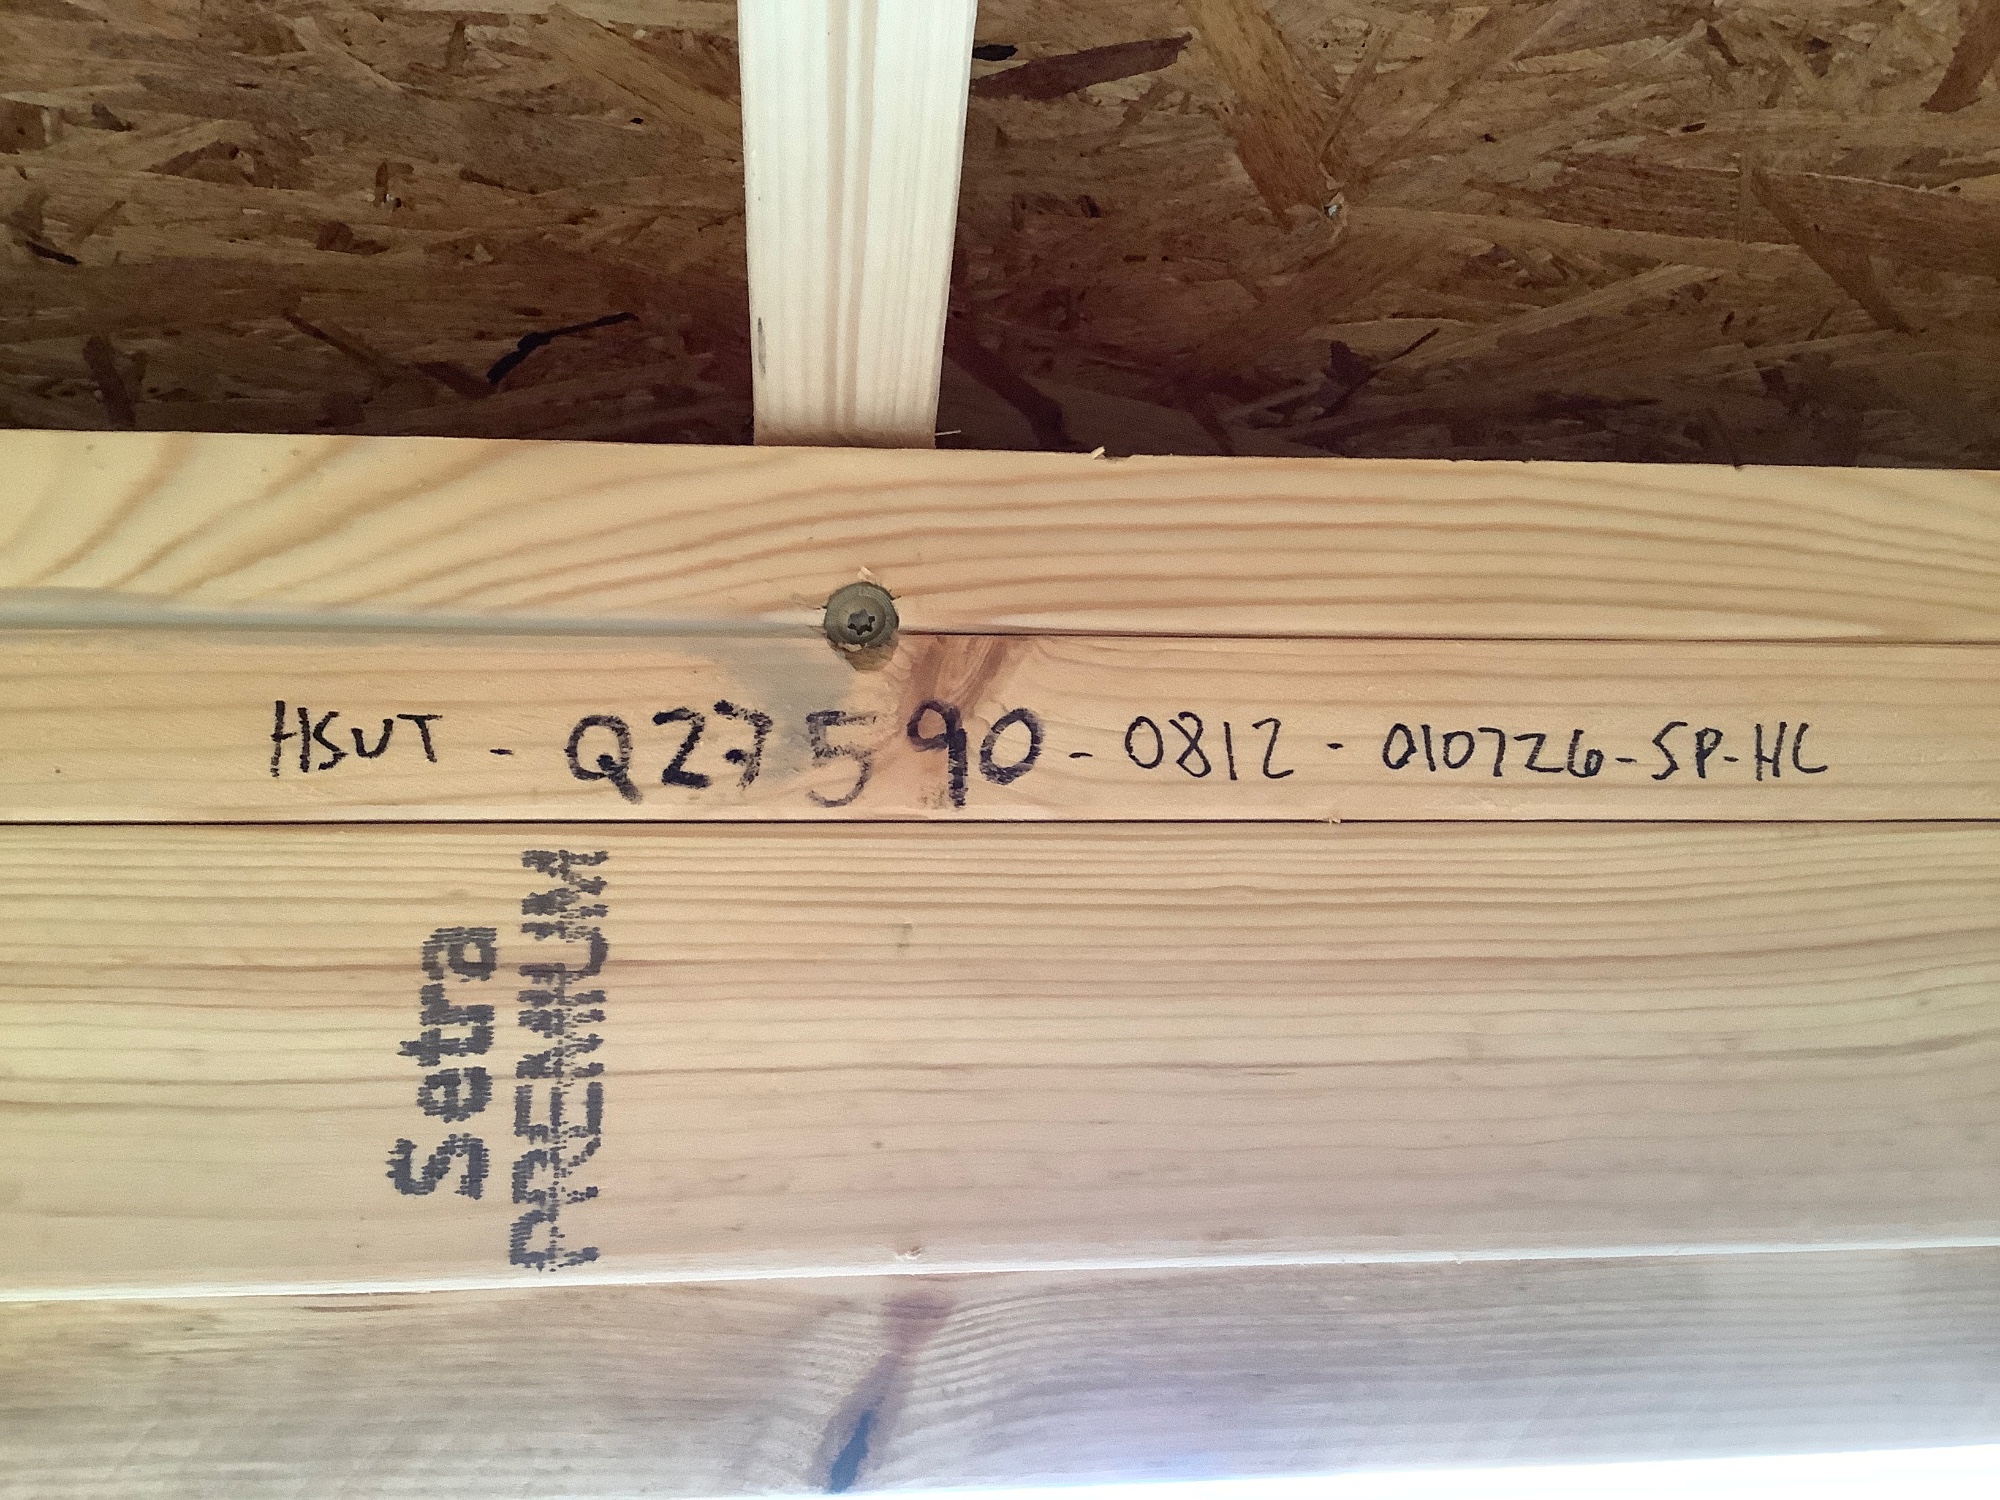 HSUT - Q27590 - 0812 - 010726-SP-HC
Setra
PREMIUM